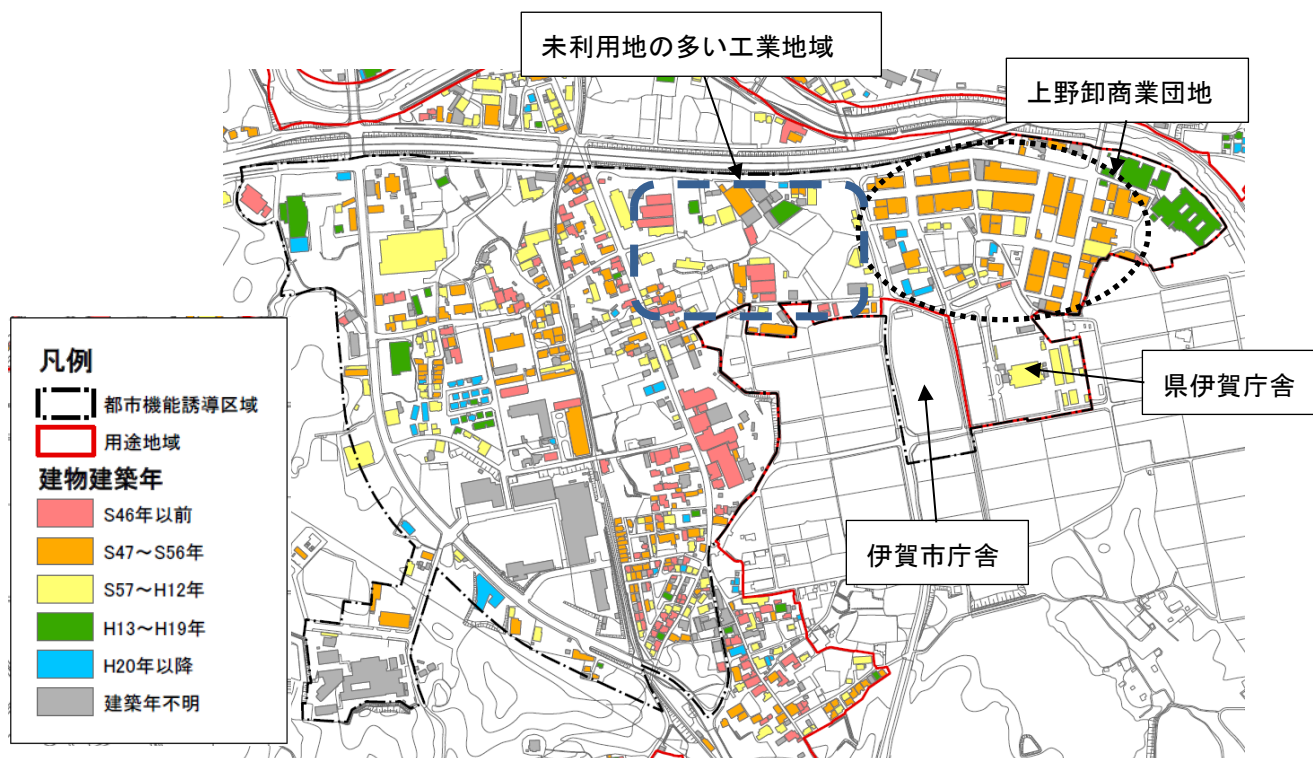 未利用地の多い工業地域
上野卸商業団地
県伊賀庁舎
伊賀市庁舎
凡例
都市機能誘導区域
用途地域
建物建築年
S46年以前
S47～S56年
S57～H12年
H13～H19年
H20年以降
建築年不明